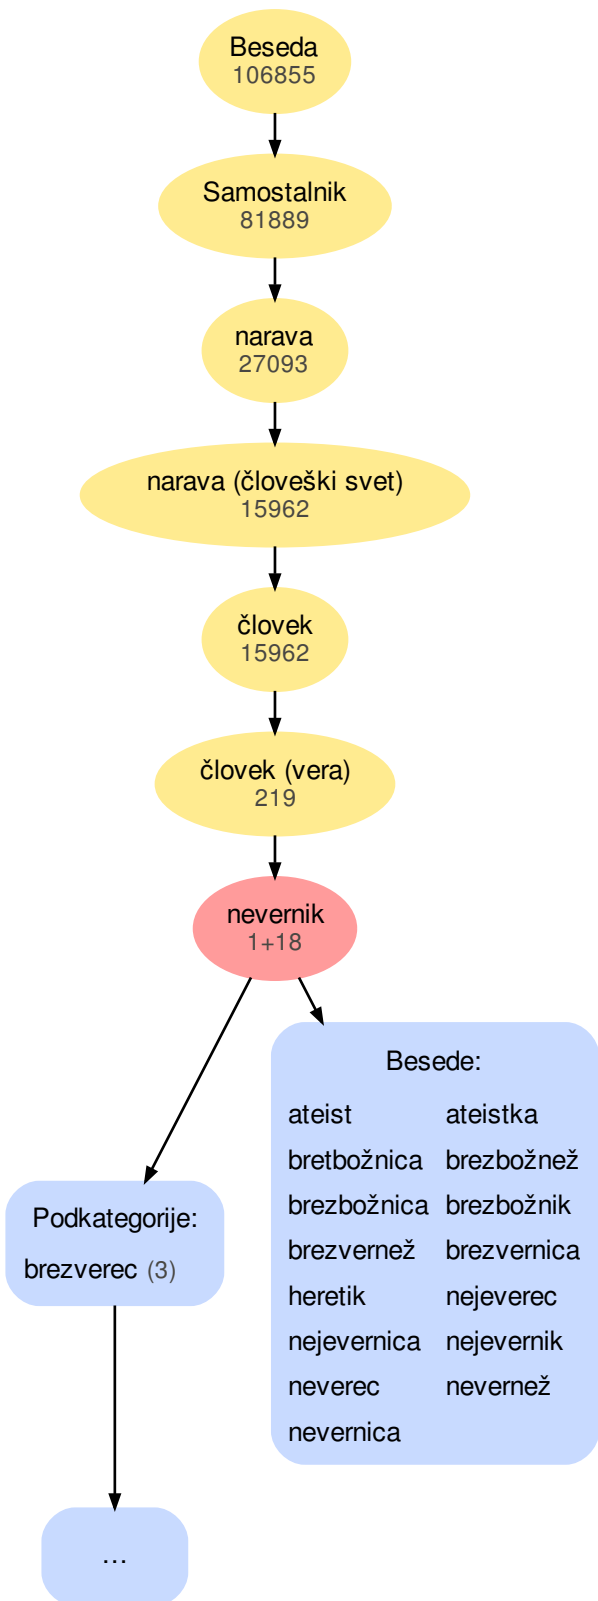 Beseda
106855
Samostalnik
81889
narava
27093
narava (človeški svet)
15962
človek
15962
človek (vera)
219
nevernik
1+18
Besede:
ateist ateistka
bretbožnica brezbožnež
brezbožnica brezbožnik
brezvernež brezvernica
heretik nejeverec
nejevernica nejevernik
neverec nevernež
nevernica
Podkategorije:
brezverec (3)
...